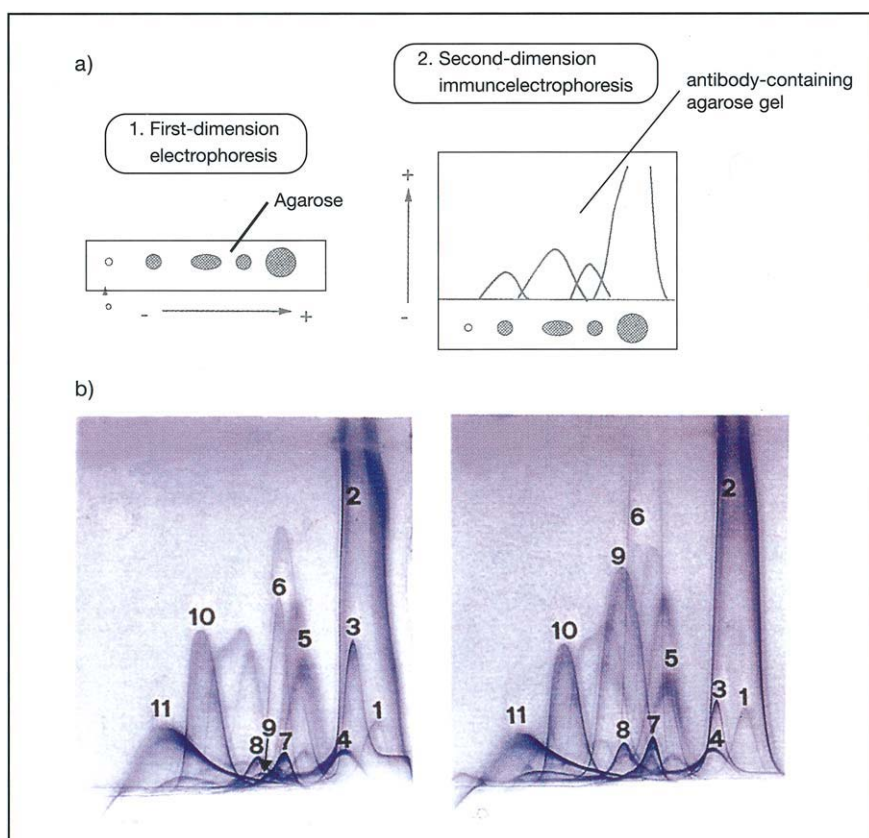 a)
1. First-dimension
electrophoresis
Agarose
- +
2. Second-dimension
immuncelectrophoresis
antibody-containing
agarose gel
+
-
b)
2
6
10
5
3
11
9
8
7
4
1
2
6
9
10
5
3
1
11
8
7
4